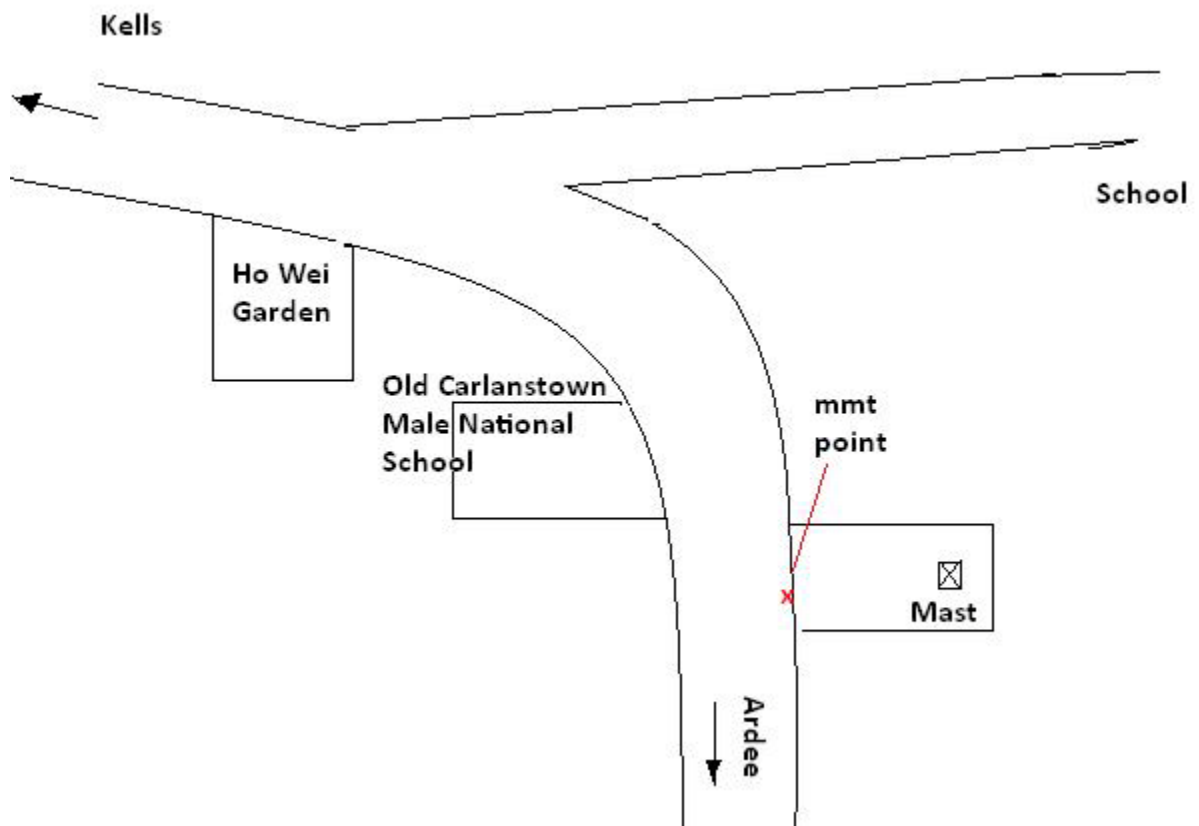 Kells
School
Ho Wei
Garden
Old Carlanstown
Male National
School
mmt
point
x
Mast
Ardee